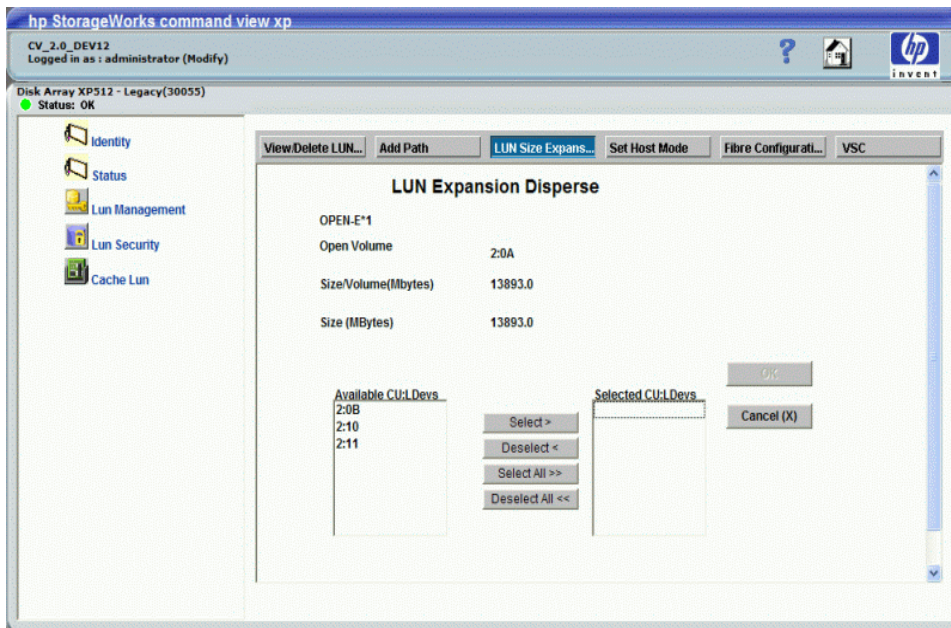 hp StorageWorks command view xp
CV_2.0_DEV12
Logged in as : administrator (Modify)
?
hp
invent
Disk Array XP512 - Legacy(30055)
Status: OK
Identity
Status
Lun Management
Lun Security
Cache Lun
View/Delete LUN... Add Path LUN Size Expans... Set Host Mode Fibre Configurati... VSC
LUN Expansion Disperse
OPEN-E*1
Open Volume 2:0A
Size/Volume(Mbytes) 13893.0
Size (MBytes) 13893.0
OK
Available CU:LDevs Selected CU:LDevs
2:0B
2:10
2:11
Select >
Deselect <
Select All >>
Deselect All <<
Cancel (X)